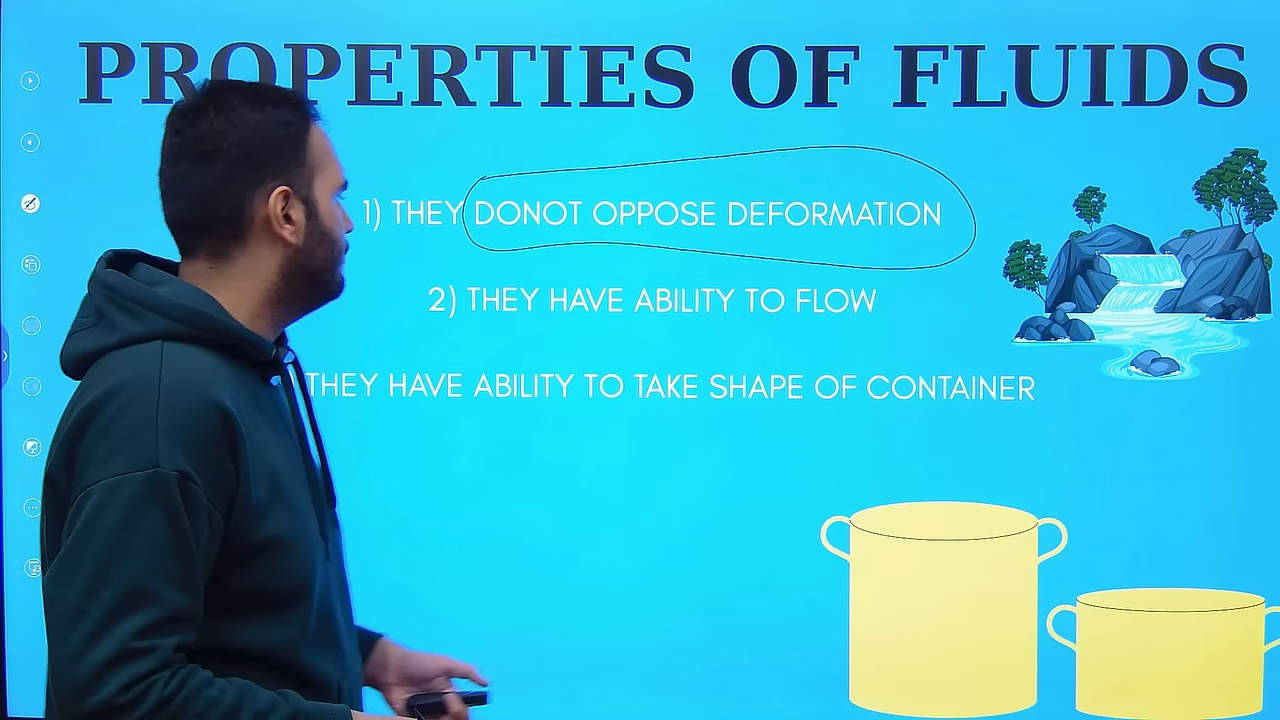 PROPERTIES OF FLUIDS
1) THEY DONOT OPPOSE DEFORMATION
2) THEY HAVE ABILITY TO FLOW
THEY HAVE ABILITY TO TAKE SHAPE OF CONTAINER